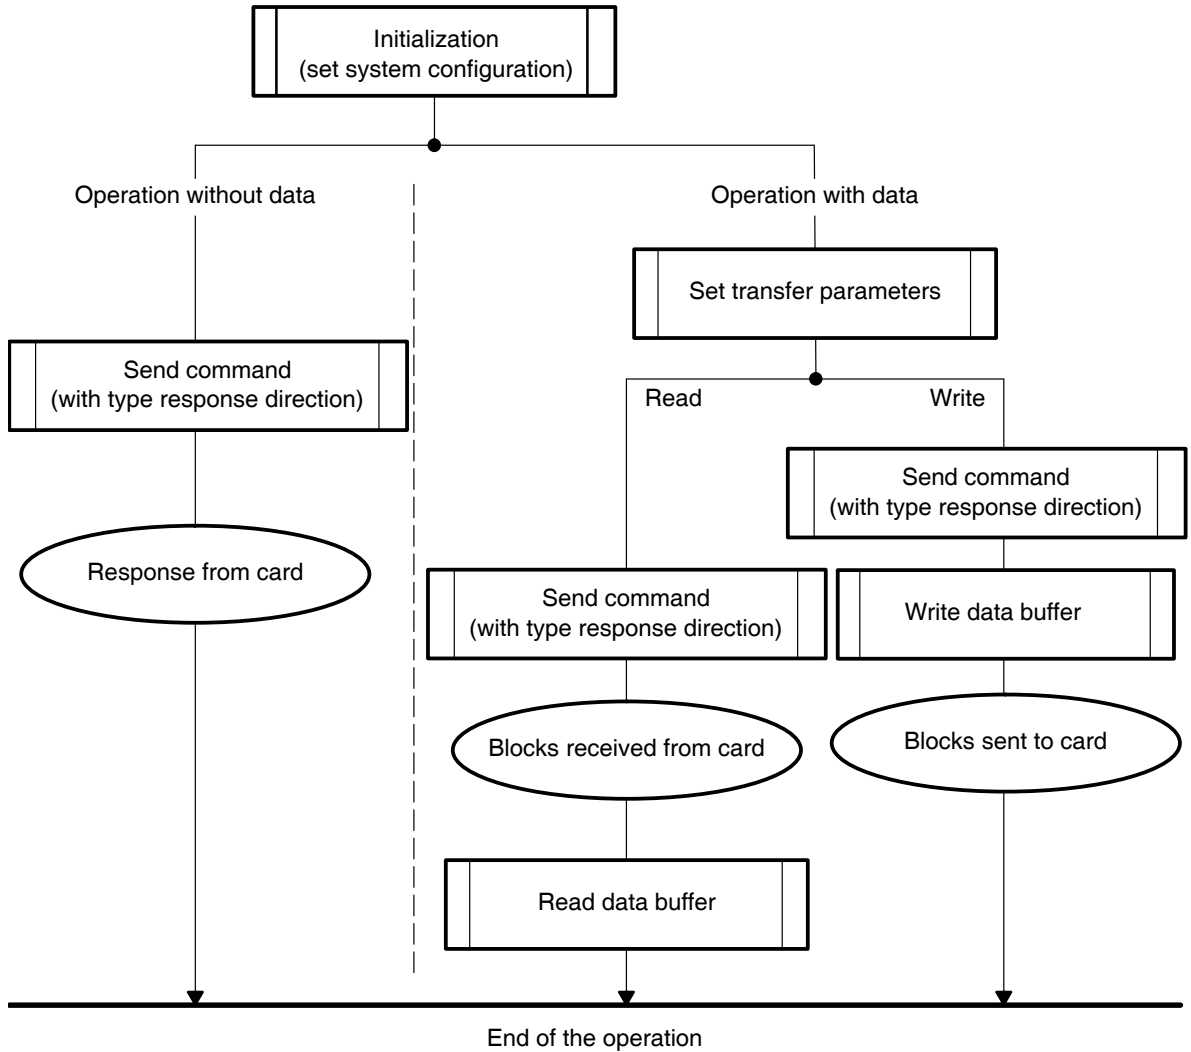 Initialization
(set system configuration)
Operation without data
Operation with data
Set transfer parameters
Send command
(with type response direction)
Read
Write
Send command
(with type response direction)
Response from card
Send command
(with type response direction)
Write data buffer
Blocks received from card
Blocks sent to card
Read data buffer
End of the operation